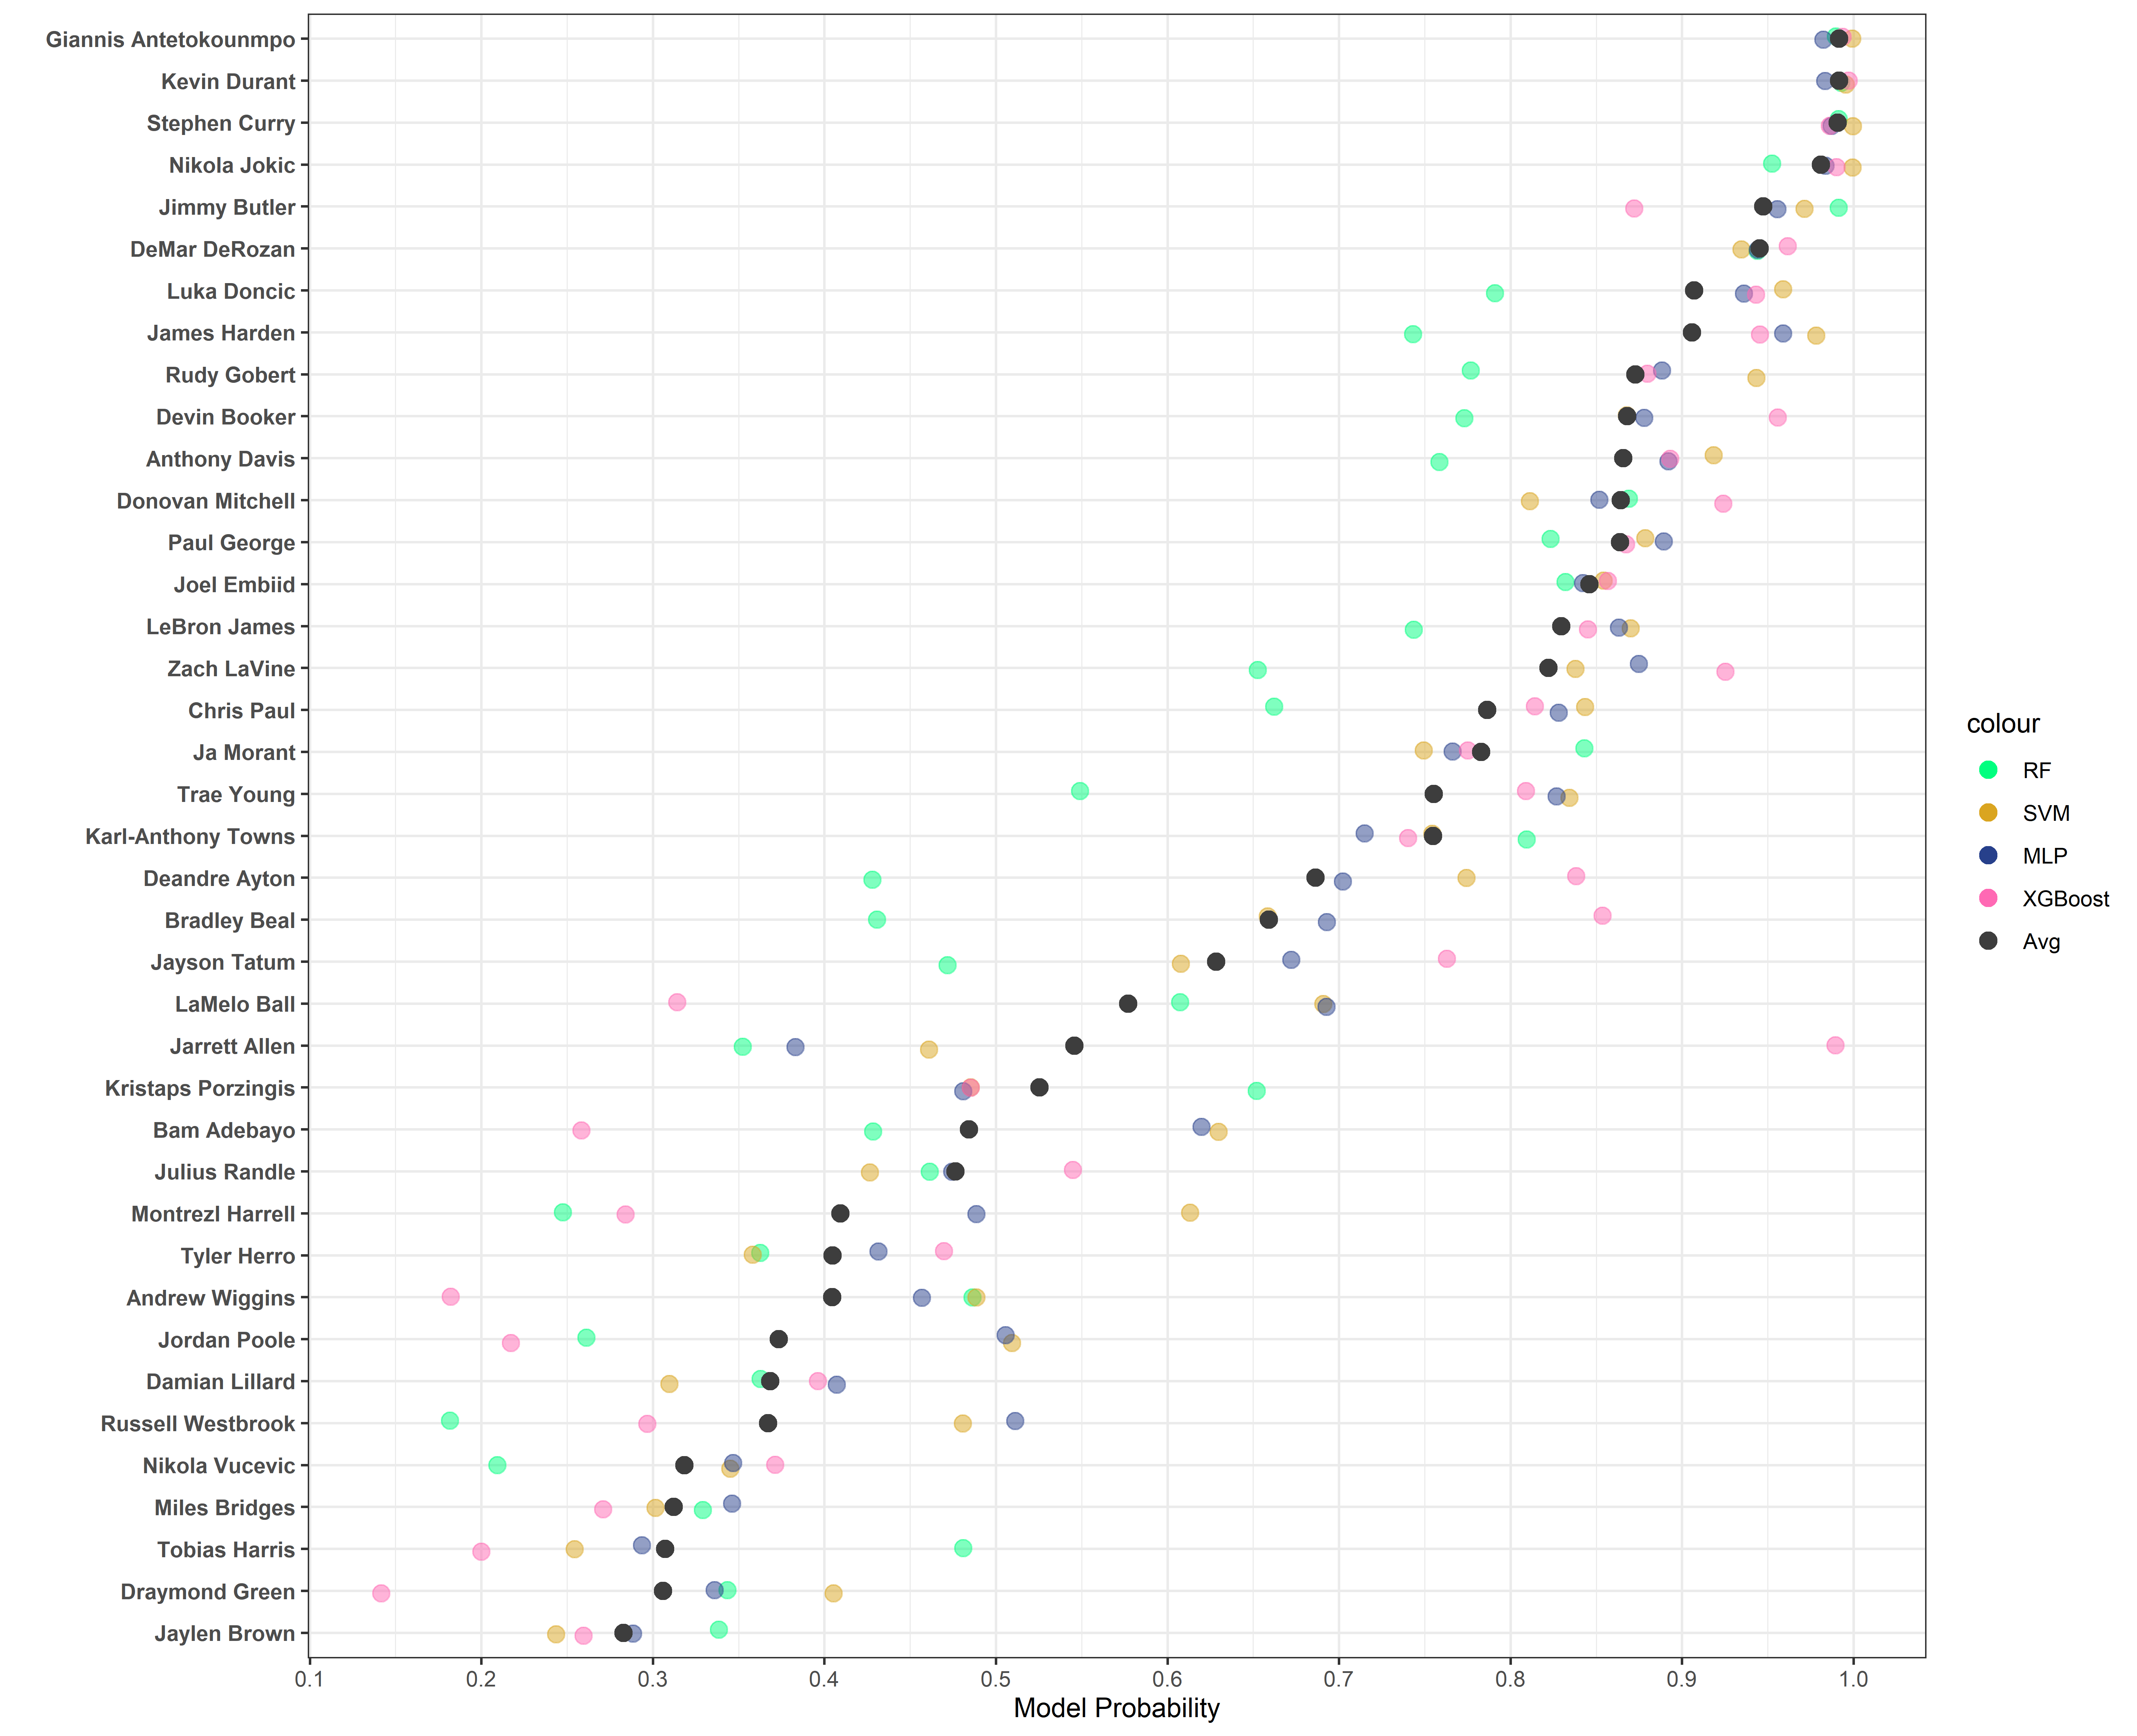 Giannis Antetokounmpo
Kevin Durant
Stephen Curry
Nikola Jokic
Jimmy Butler
DeMar DeRozan
Luka Doncic
James Harden
Rudy Gobert
Devin Booker
Anthony Davis
Donovan Mitchell
Paul George
Joel Embiid
LeBron James
Zach LaVine
Chris Paul
Ja Morant
Trae Young
Karl-Anthony Towns
Deandre Ayton
Bradley Beal
Jayson Tatum
LaMelo Ball
Jarrett Allen
Kristaps Porzingis
Bam Adebayo
Julius Randle
Montrezl Harrell
Tyler Herro
Andrew Wiggins
Jordan Poole
Damian Lillard
Russell Westbrook
Nikola Vucevic
Miles Bridges
Tobias Harris
Draymond Green
Jaylen Brown
0.1 0.2 0.3 0.4 0.5 0.6 0.7 0.8 0.9 1.0
Model Probability
colour
RF
SVM
MLP
XGBoost
Avg